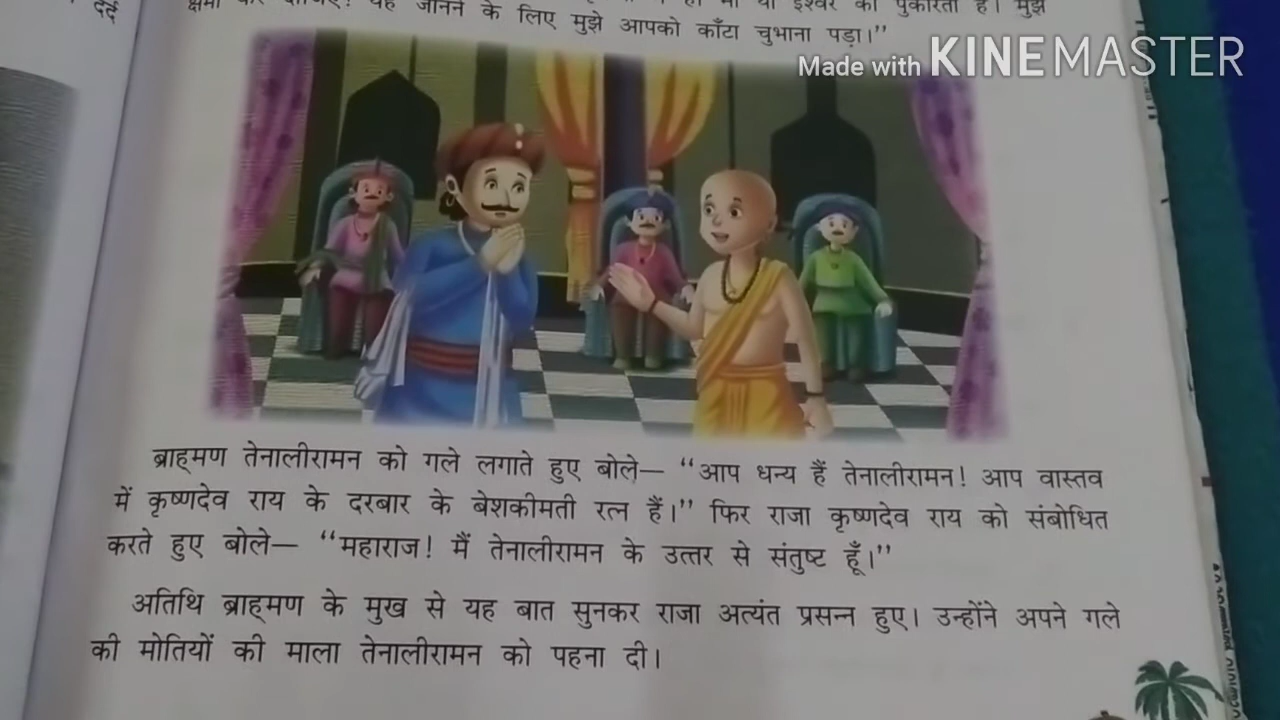 के लिए मुझे आपको काँटा चुभाना पड़ा।”
Made with KINEMASTER
ब्राह्मण तेनालीरामन को गले लगाते हुए बोले— “आप धन्य हैं तेनालीरामन! आप वास्तव
में कृष्णदेव राय के दरबार के बेशकीमती रत्न हैं।” फिर राजा कृष्णदेव राय को संबोधित
करते हुए बोले— “महाराज! मैं तेनालीरामन के उत्तर से संतुष्ट हूँ।”
अतिथि ब्राह्मण के मुख से यह बात सुनकर राजा अत्यंत प्रसन्न हुए। उन्होंने अपने गले
की मोतियों की माला तेनालीरामन को पहना दी।